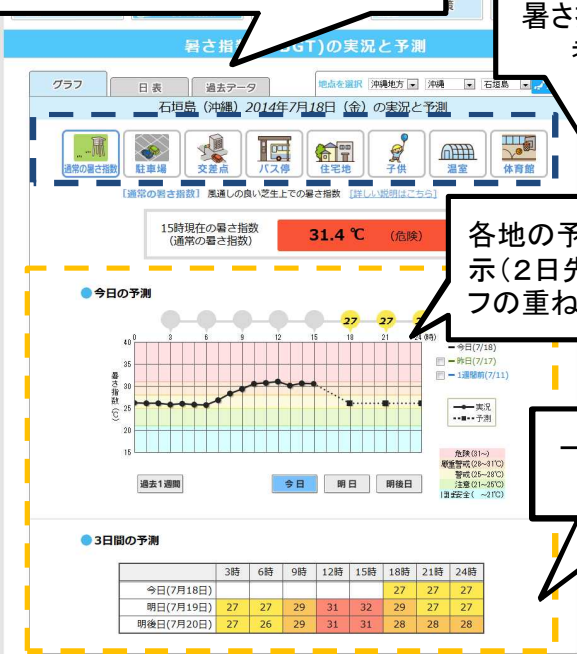 暑さ
暑さ指　GT)の実況と予測
グラフ 日表 過去データ 地点を選択 沖縄地方 沖縄 石垣島
石垣島（沖縄）2014年7月18日（金）の実況と予測
通常の暑さ指数 駐車場 交差点 バス停 住宅地 子供 温室 体育館
[通常の暑さ指数] 風通しの良い芝生上での暑さ指数 [詳しい説明はこちら]
15時現在の暑さ指数
（通常の暑さ指数）
31.4 ℃ （危険）
各地の予
示（２日先
フの重ね
今日の予測
27 27 2
0 3 6 9 12 15 18 21 24 (時)
40
35
30
25
20
15
暑さ指数(℃)
今日(7/18)
昨日(7/17)
1週間前(7/11)
実況
予測
危険(31～)
厳重警戒(28～31℃)
警戒(25～28℃)
注意(21～25℃)
ほぼ安全( ～21℃)
過去1週間 今日 明日 明後日
3日間の予測
3時 6時 9時 12時 15時 18時 21時 24時
今日(7月18日) 27 27 27
明日(7月19日) 27 27 29 31 32 29 27 27
明後日(7月20日) 27 26 29 31 31 28 28 28